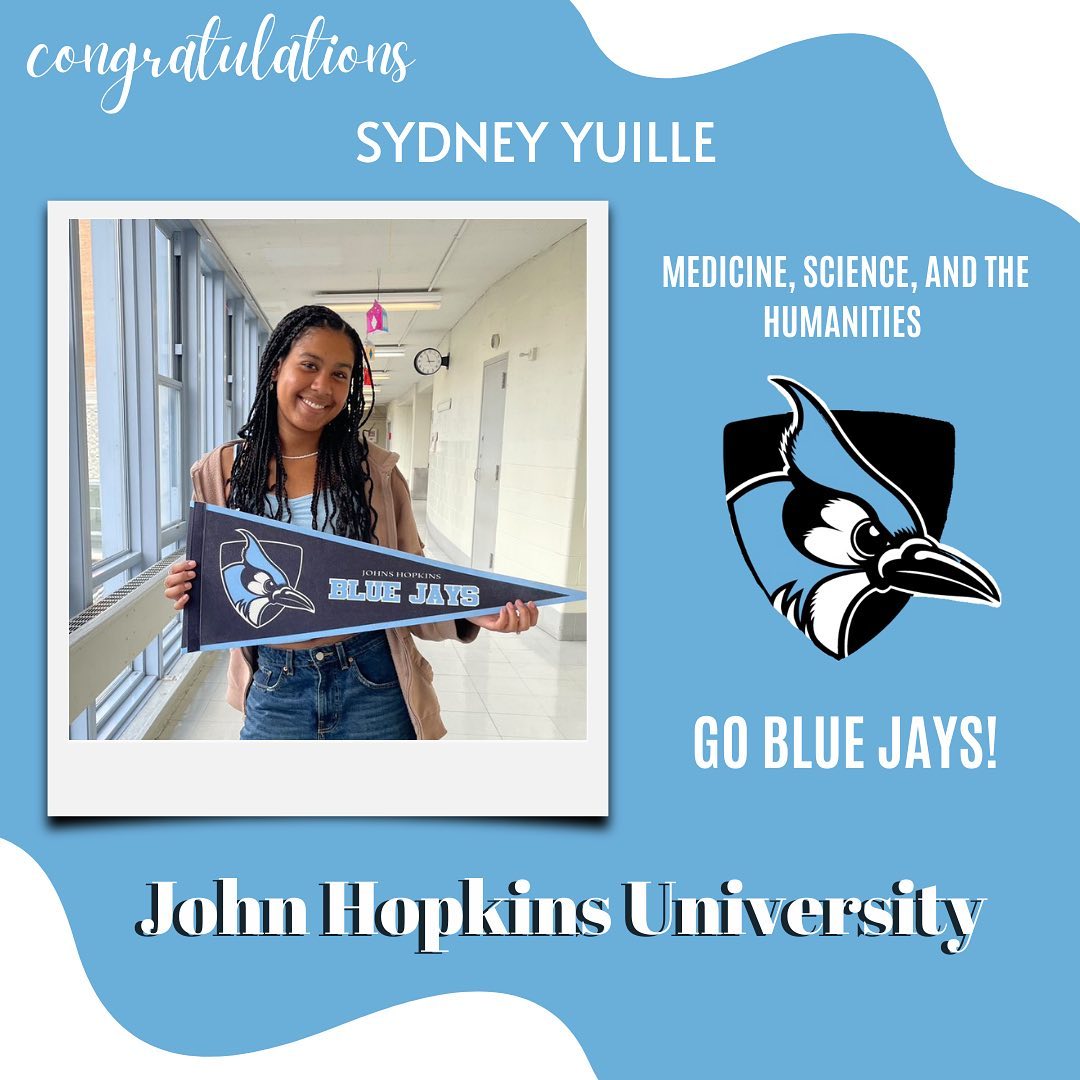 congratulations
SYDNEY YUILLE
MEDICINE, SCIENCE, AND THE
HUMANITIES
JOHNS HOPKINS
BLUE JAYS
GO BLUE JAYS!
John Hopkins University